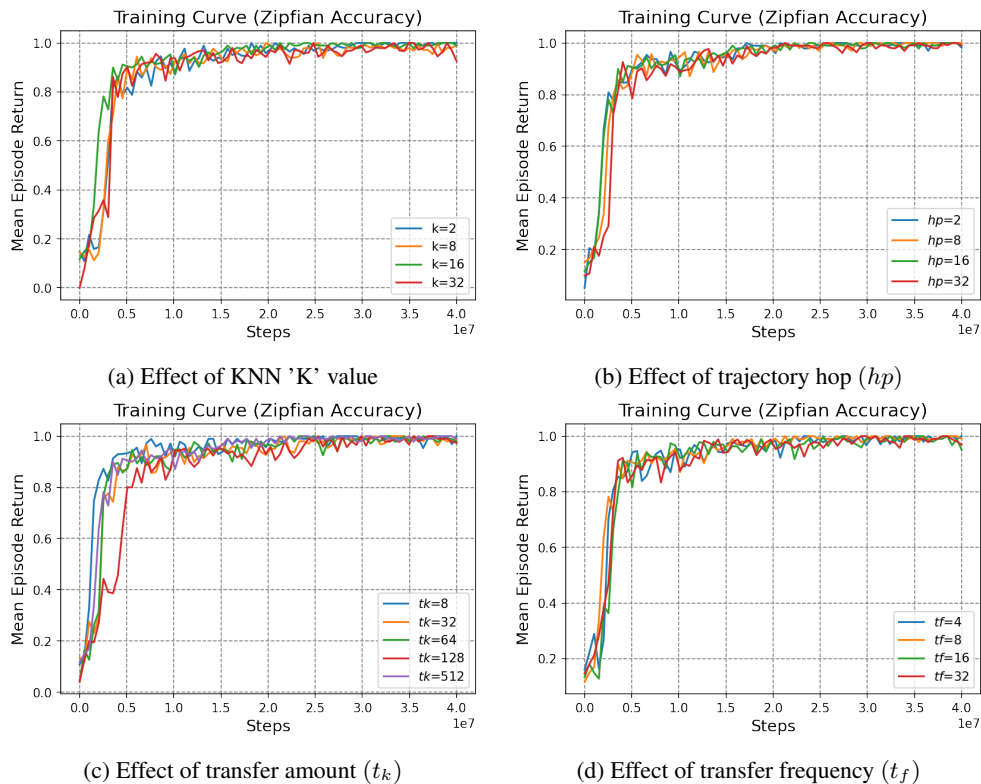 Training Curve (Zipfian Accuracy)
Mean Episode Return
1.0
0.8
0.6
0.4
0.2
0.0
k=2
k=8
k=16
k=32
0.0 0.5 1.0 1.5 2.0 2.5 3.0 3.5 4.0
1e7
Steps
(a) Effect of KNN 'K' value
Training Curve (Zipfian Accuracy)
Mean Episode Return
1.0
0.8
0.6
0.4
0.2
hp=2
hp=8
hp=16
hp=32
0.0 0.5 1.0 1.5 2.0 2.5 3.0 3.5 4.0
1e7
Steps
(b) Effect of trajectory hop (hp)
Training Curve (Zipfian Accuracy)
Mean Episode Return
1.0
0.8
0.6
0.4
0.2
0.0
tk=8
tk=32
tk=64
tk=128
tk=512
0.0 0.5 1.0 1.5 2.0 2.5 3.0 3.5 4.0
1e7
Steps
(c) Effect of transfer amount (t_k)
Training Curve (Zipfian Accuracy)
Mean Episode Return
1.0
0.8
0.6
0.4
0.2
tf=4
tf=8
tf=16
tf=32
0.0 0.5 1.0 1.5 2.0 2.5 3.0 3.5 4.0
1e7
Steps
(d) Effect of transfer frequency (t_f)